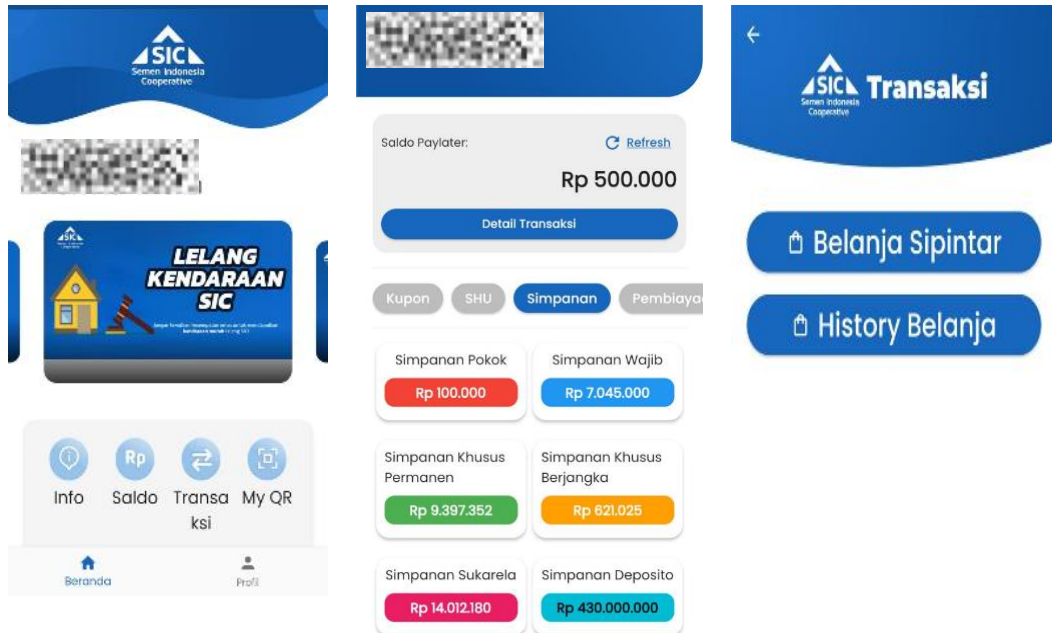 SIC
Semen Indonesia
Cooperative
LELANG
KENDARAAN
SIC
Info
Saldo
Transa
ksi
My QR
Rp
Beranda
Profil
Saldo Paylater:
Refresh
Rp 500.000
Detail Transaksi
Kupon
SHU
Simpanan
Pembiayaa
Simpanan Pokok
Rp 100.000
Simpanan Wajib
Rp 7.045.000
Simpanan Khusus
Permanen
Rp 9.397.352
Simpanan Khusus
Berjangka
Rp 621.025
Simpanan Sukarela
Rp 14.012.180
Simpanan Deposito
Rp 430.000.000
SIC
Semen Indonesia
Cooperative
Transaksi
Belanja Sipintar
History Belanja